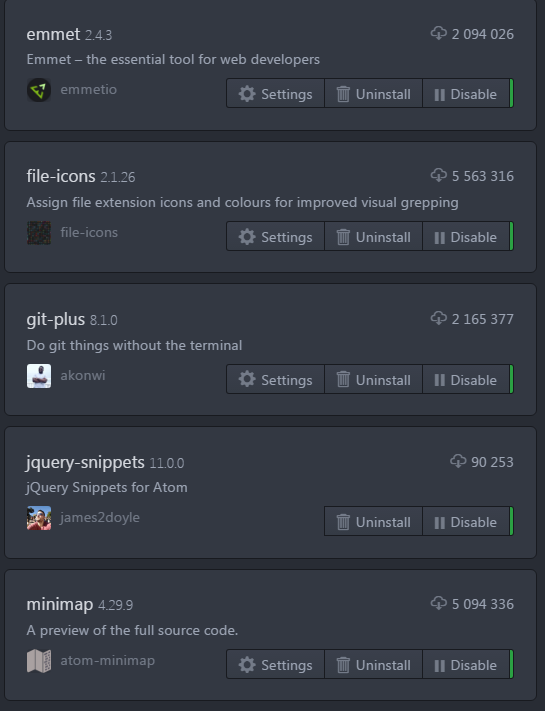 emmet 2.4.3 2 094 026
Emmet – the essential tool for web developers
emmetio Settings Uninstall Disable
file-icons 2.1.26 5 563 316
Assign file extension icons and colours for improved visual grepping
file-icons Settings Uninstall Disable
git-plus 8.1.0 2 165 377
Do git things without the terminal
akonwi Settings Uninstall Disable
jquery-snippets 11.0.0 90 253
jQuery Snippets for Atom
james2doyle Uninstall Disable
minimap 4.29.9 5 094 336
A preview of the full source code.
atom-minimap Settings Uninstall Disable